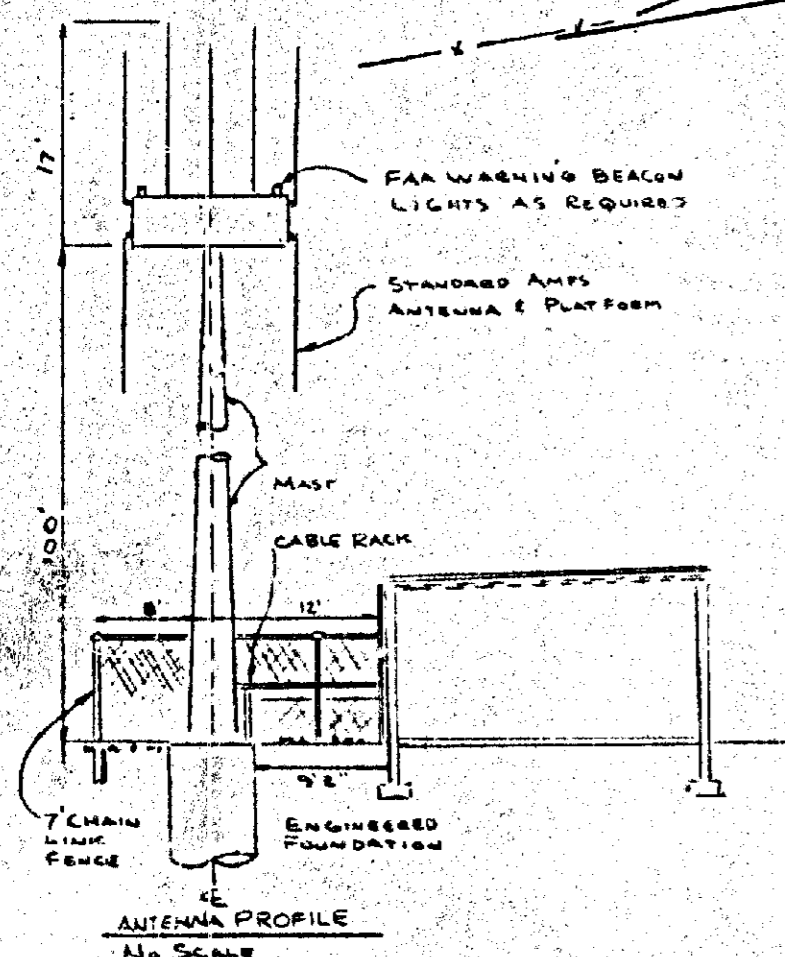 17'
FAA WARNING BEACON
LIGHTS AS REQUIRED
STANDARD AMPS
ANTENNA & PLATFORM
MAST
CABLE RACK
8'
12'
9'2"
7' CHAIN
LINK
FENCE
ENGINEERED
FOUNDATION
ANTENNA PROFILE
NO SCALE